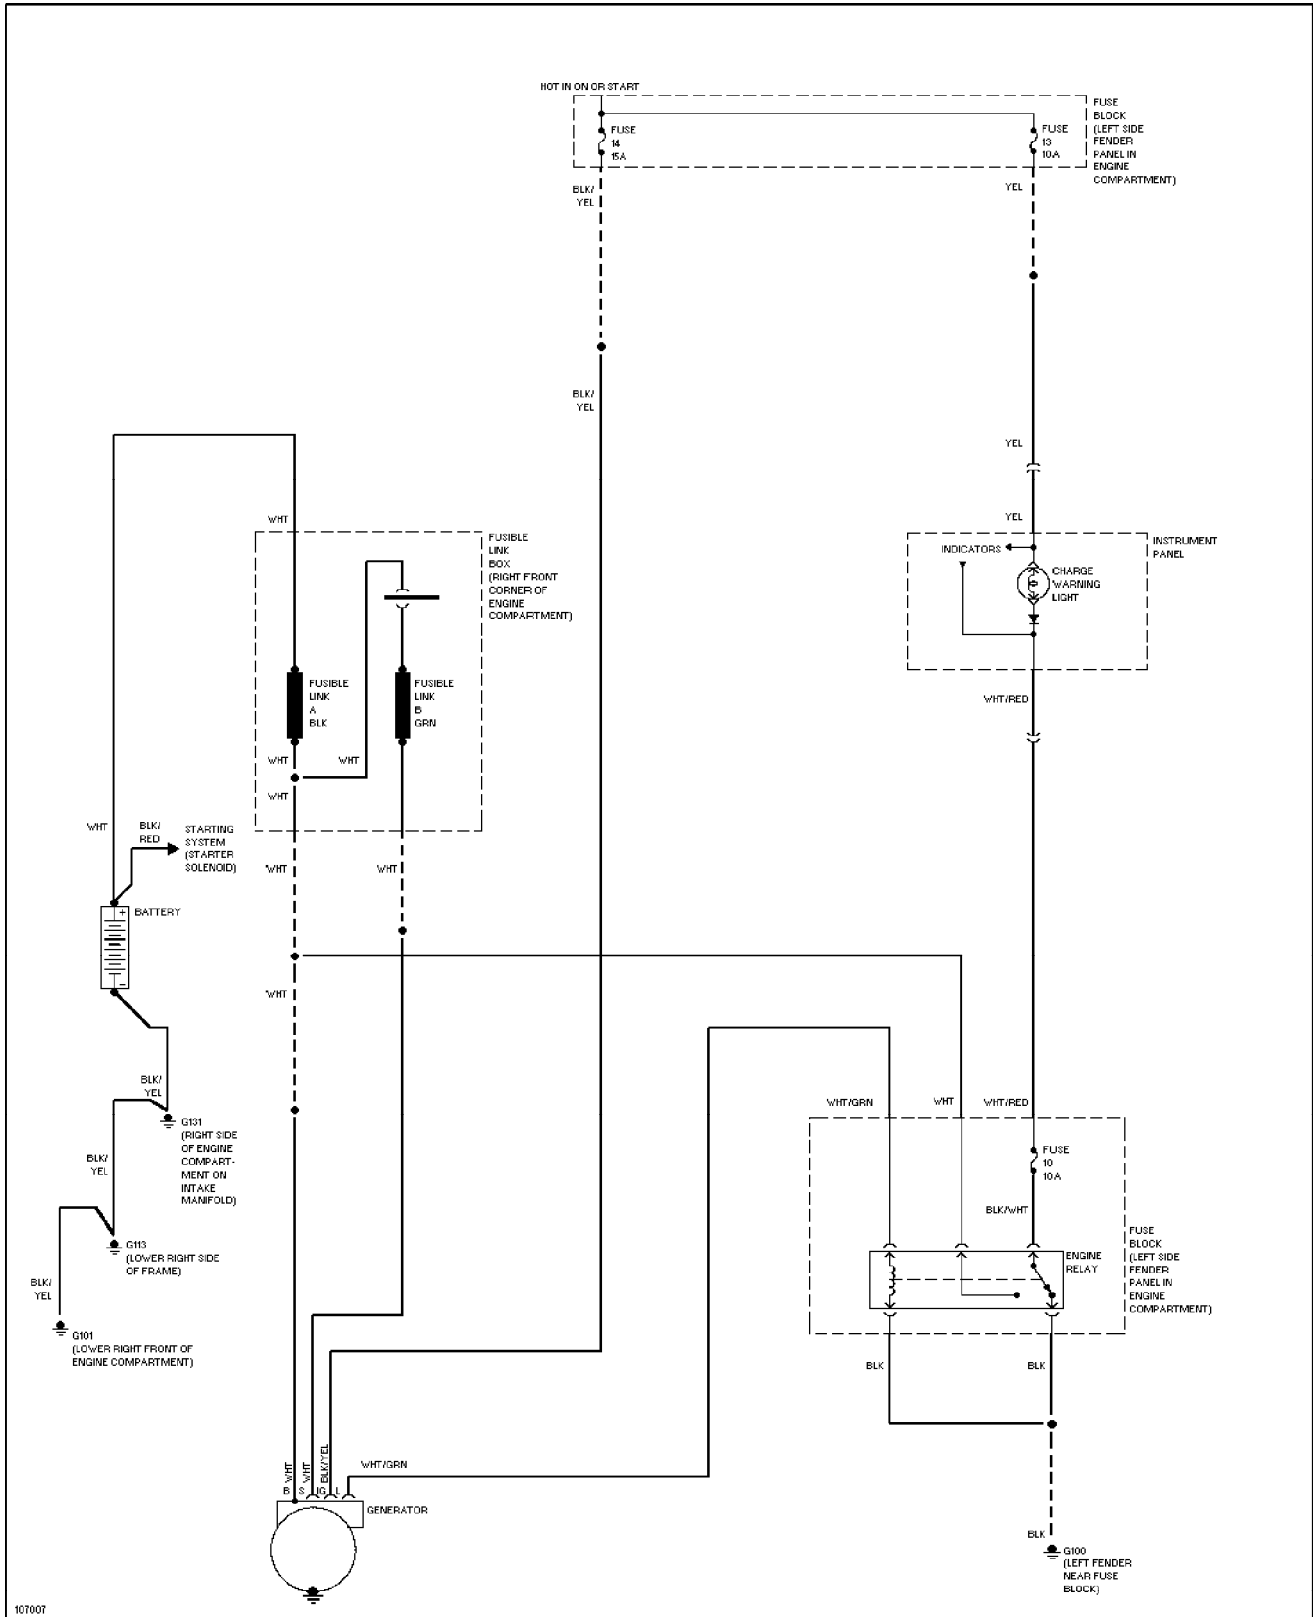 HOT IN ON OR START
FUSE
14
15A
FUSE
13
10A
FUSE
BLOCK
(LEFT SIDE
FENDER
PANEL IN
ENGINE
COMPARTMENT)
BLK/
YEL
YEL
BLK/
YEL
YEL
YEL
WHT
FUSIBLE
LINK
BOX
(RIGHT FRONT
CORNER OF
ENGINE
COMPARTMENT)
INDICATORS
CHARGE
WARNING
LIGHT
INSTRUMENT
PANEL
FUSIBLE
LINK
A
BLK
FUSIBLE
LINK
B
GRN
WHT/RED
WHT
WHT
WHT
WHT
BLK/
RED
STARTING
SYSTEM
(STARTER
SOLENOID)
WHT
WHT
BATTERY
+
-
WHT
BLK/
YEL
G131
(RIGHT SIDE
OF ENGINE
COMPART-
MENT ON
INTAKE
MANIFOLD)
WHT/GRN
WHT
WHT/RED
BLK/
YEL
FUSE
10
10A
BLK/WHT
G113
(LOWER RIGHT SIDE
OF FRAME)
ENGINE
RELAY
FUSE
BLOCK
(LEFT SIDE
FENDER
PANEL IN
ENGINE
COMPARTMENT)
BLK/
YEL
G101
(LOWER RIGHT FRONT OF
ENGINE COMPARTMENT)
BLK
BLK
WHT
WHT
BLK/YEL
WHT/GRN
B
S
IG
L
GENERATOR
BLK
G100
(LEFT FENDER
NEAR FUSE
BLOCK)
107007